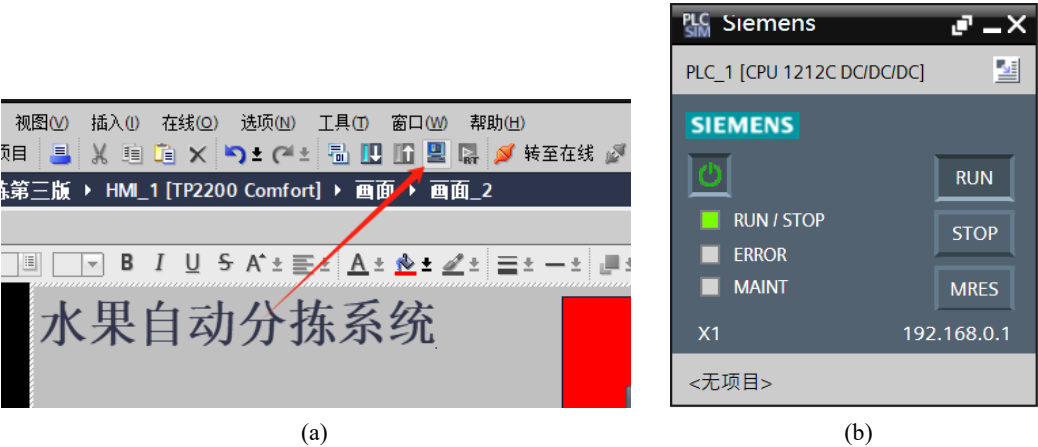 视图(V) 插入(I) 在线(O) 选项(N) 工具(T) 窗口(W) 帮助(H)
项目 转至在线
第三版 HMI_1 [TP2200 Comfort] 画面 画面_2
B I U S A A
水果自动分拣系统
(a)
PLC SIM Siemens
PLC_1 [CPU 1212C DC/DC/DC]
SIEMENS
RUN
RUN / STOP
STOP
ERROR
MAINT
MRES
X1 192.168.0.1
<无项目>
(b)